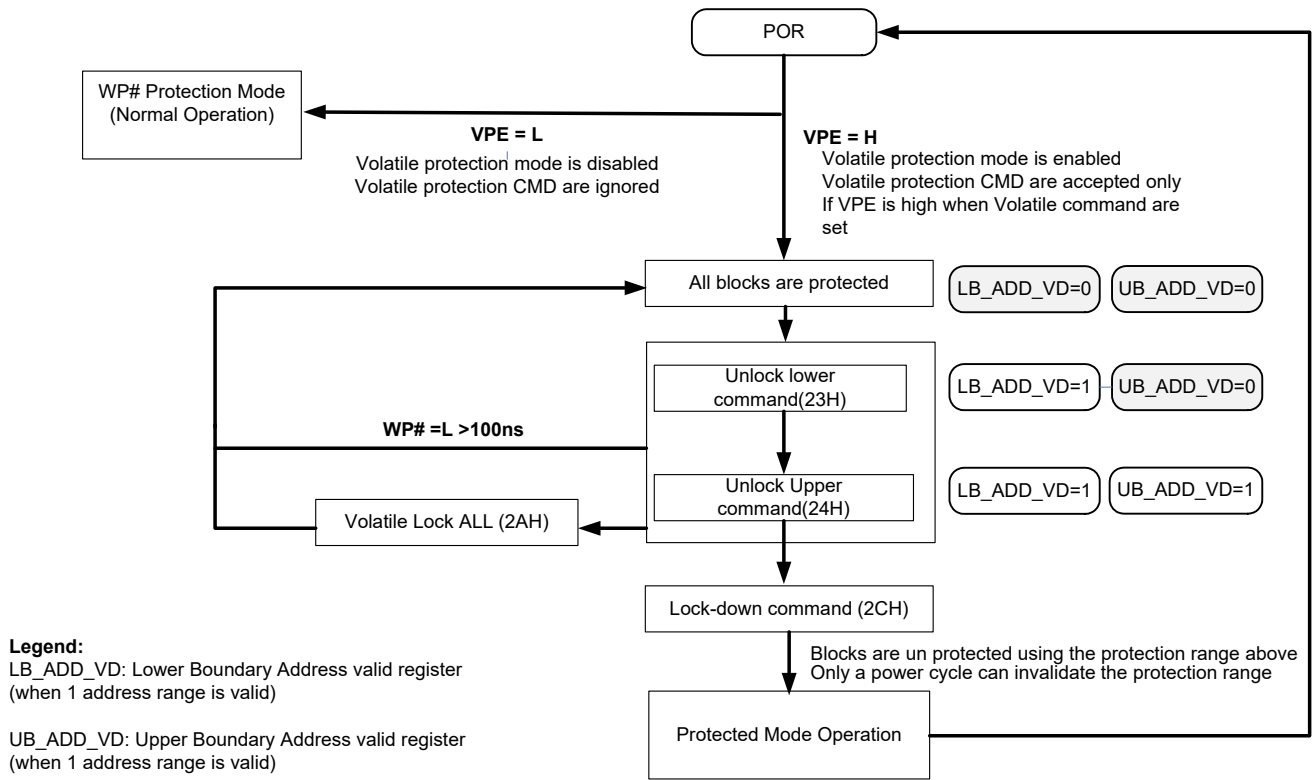 POR
WP# Protection Mode
(Normal Operation)
VPE = L
Volatile protection mode is disabled
Volatile protection CMD are ignored
VPE = H
Volatile protection mode is enabled
Volatile protection CMD are accepted only
If VPE is high when Volatile command are
set
All blocks are protected
LB_ADD_VD=0
UB_ADD_VD=0
Unlock lower
command(23H)
LB_ADD_VD=1
UB_ADD_VD=0
WP# =L >100ns
Unlock Upper
command(24H)
LB_ADD_VD=1
UB_ADD_VD=1
Volatile Lock ALL (2AH)
Lock-down command (2CH)
Blocks are un protected using the protection range above
Only a power cycle can invalidate the protection range
Protected Mode Operation
Legend:
LB_ADD_VD: Lower Boundary Address valid register
(when 1 address range is valid)
UB_ADD_VD: Upper Boundary Address valid register
(when 1 address range is valid)